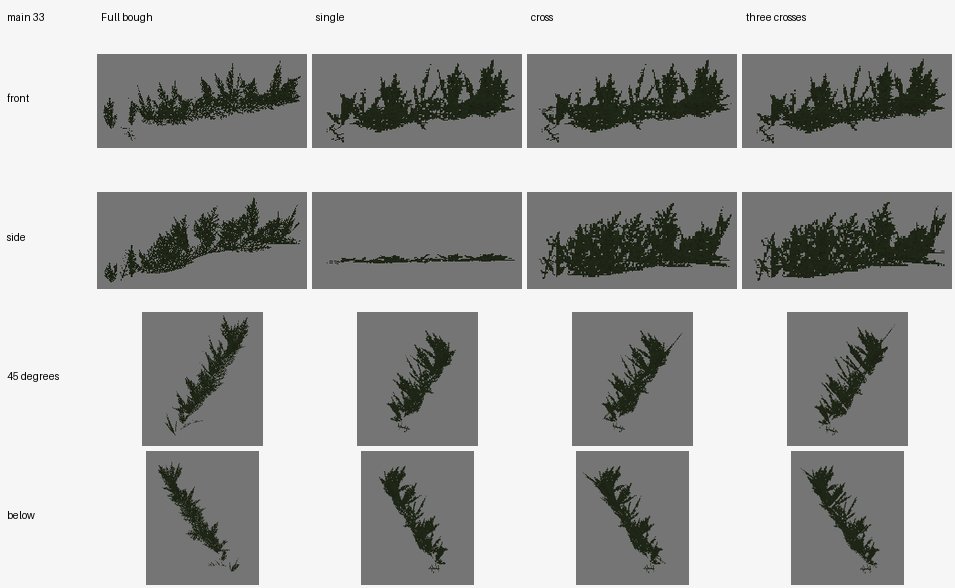 main 33 Full bough single cross three crosses
front
side
45 degrees
below